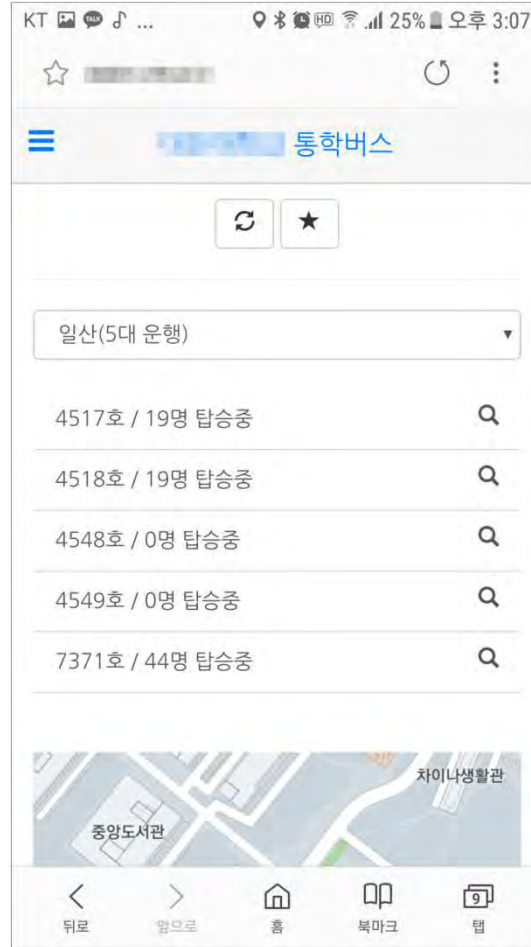 KT ... HD 25% 오후 3:07
통학버스
일산(5대 운행)
4517호 / 19명 탑승중
4518호 / 19명 탑승중
4548호 / 0명 탑승중
4549호 / 0명 탑승중
7371호 / 44명 탑승중
차이나생활관
중앙도서관
9
뒤로 앞으로 홈 북마크 탭